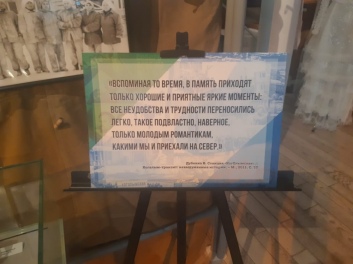 «ВСПОМИНАЯ ТО ВРЕМЯ, В ПАМЯТЬ ПРИХОДЯТ
ТОЛЬКО ХОРОШИЕ И ПРИЯТНЫЕ ЯРКИЕ МОМЕНТЫ:
ВСЕ НЕУДОБСТВА И ТРУДНОСТИ ПЕРЕНОСИЛИСЬ
ЛЕГКО, ТАКОЕ ПОДВЛАСТНО, НАВЕРНОЕ,
ТОЛЬКО МОЛОДЫМ РОМАНТИКАМ,
КАКИМИ МЫ И ПРИЕХАЛИ НА СЕВЕР.»